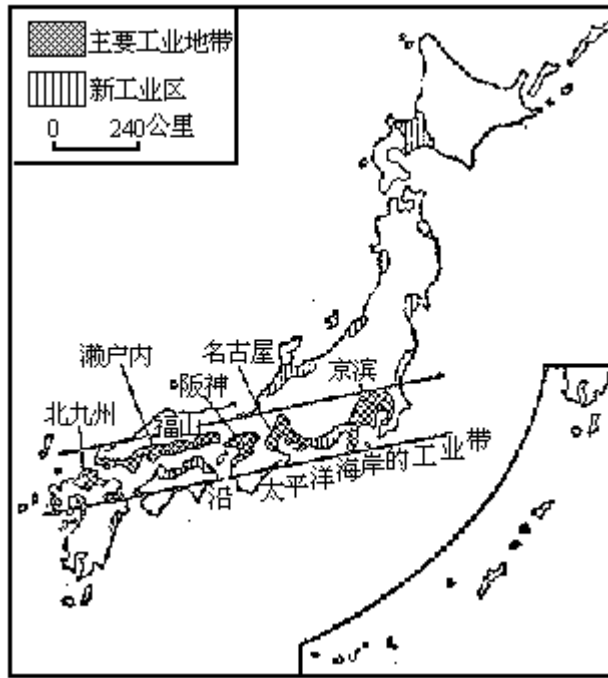 主要工业地带
新工业区
0 240公里
濑户内
名古屋
阪神
京滨
北九州
福山
沿太平洋海岸的工业带